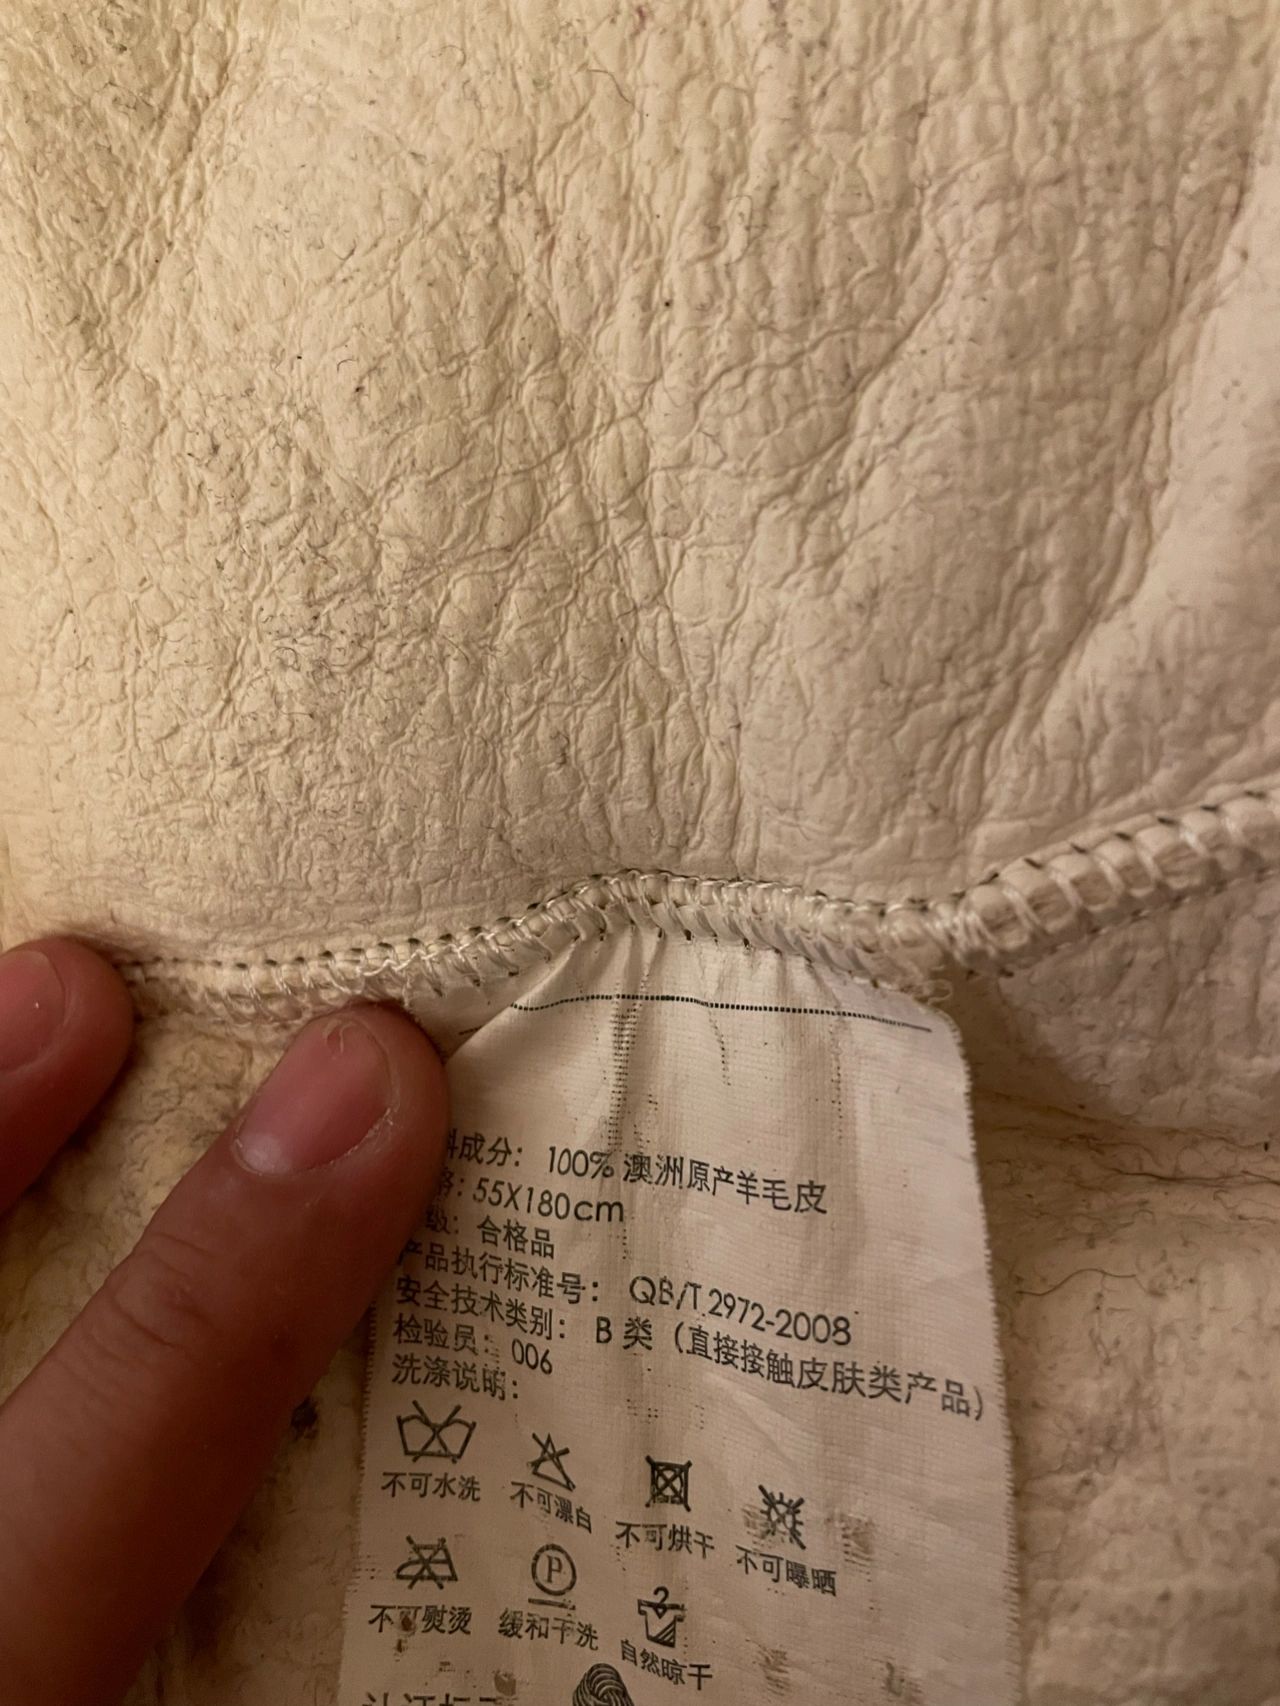 料成分：100% 澳洲原产羊毛皮
格：55X180cm
级：合格品
产品执行标准号：QB/T 2972-2008
安全技术类别：B 类（直接接触皮肤类产品）
检验员：006
洗涤说明：
不可水洗 不可漂白 不可烘干 不可曝晒
P
不可熨烫 缓和干洗 自然晾干